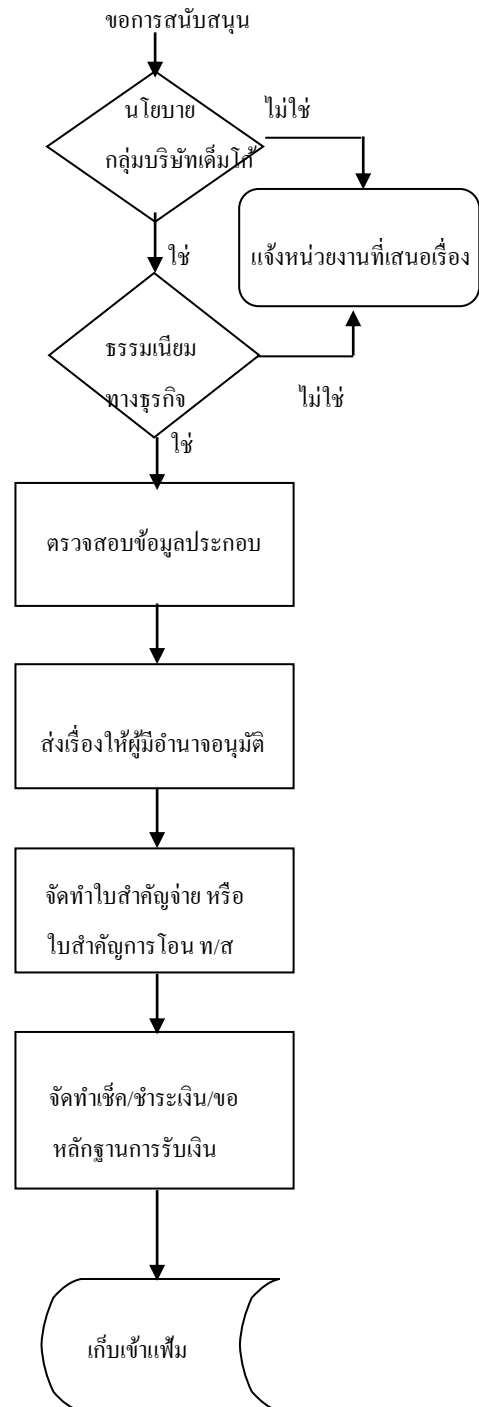 ขอการสนับสนุน
นโยบาย
กลุ่มบริษัทเด็มโก้
ไม่ใช่
แจ้งหน่วยงานที่เสนอเรื่อง
ใช่
ธรรมเนียม
ทางธุรกิจ
ไม่ใช่
ใช่
ตรวจสอบข้อมูลประกอบ
ส่งเรื่องให้ผู้มีอำนาจอนุมัติ
จัดทำใบสำคัญจ่าย หรือ
ใบสำคัญการโอน ท/ส
จัดทำเช็ค/ชำระเงิน/ขอ
หลักฐานการรับเงิน
เก็บเข้าแฟ้ม